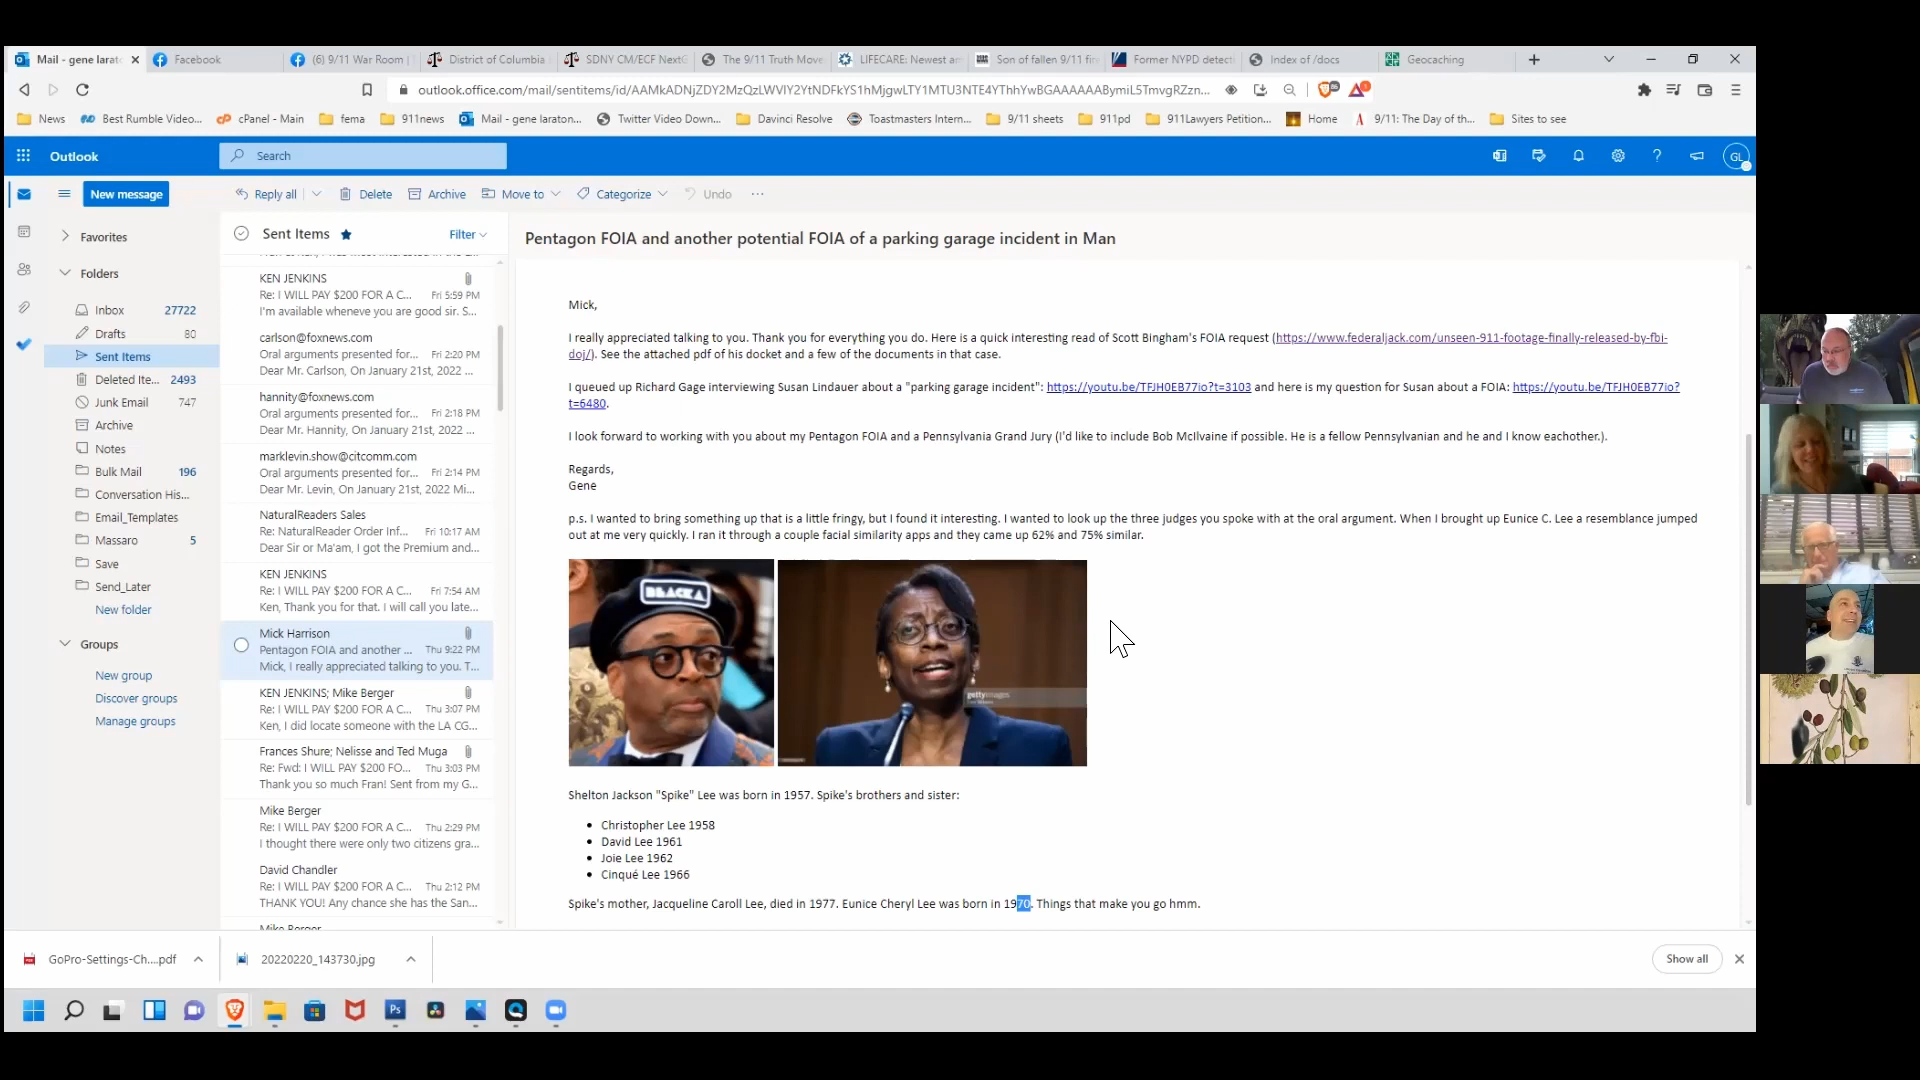 Mail - gene larato
Facebook
(6) 9/11 War Room |
District of Columbia
SDNY CM/ECF NextG
The 9/11 Truth Move
LIFECARE: Newest am
Son of fallen 9/11 fir
Former NYPD detecti
Index of /docs
Geocaching
outlook.office.com/mail/sentitems/id/
News
Best Rumble Video...
cPanel - Main
fema
911news
Mail - gene laraton...
Twitter Video Down...
Davinci Resolve
Toastmasters Intern...
9/11 sheets
911pd
911Lawyers Petition...
Home
9/11: The Day of th...
Sites to see
Outlook
Search
GL
New message
Reply all
Delete
Archive
Move to
Categorize
Undo
Favorites
Folders
Inbox 27722
Drafts 80
Sent Items
Deleted Ite... 2493
Junk Email 747
Archive
Notes
Bulk Mail 196
Conversation His...
Email_Templates
Massaro 5
Save
Send_Later
New folder
Groups
New group
Discover groups
Manage groups
Sent Items
Filter
KEN JENKINS
Re: I WILL PAY $200 FOR A C... Fri 5:59 PM
I'm available wheneve you are good sir. S...
carlson@foxnews.com
Oral arguments presented for... Fri 2:20 PM
Dear Mr. Carlson, On January 21st, 2022 ...
hannity@foxnews.com
Oral arguments presented for... Fri 2:18 PM
Dear Mr. Hannity, On January 21st, 2022 ...
marklevin.show@citcomm.com
Oral arguments presented for... Fri 2:14 PM
Dear Mr. Levin, On January 21st, 2022 Mi...
NaturalReaders Sales
Re: NaturalReader Order Inf... Fri 10:17 AM
Dear Sir or Ma'am, I got the Premium and...
KEN JENKINS
Re: I WILL PAY $200 FOR A C... Fri 7:54 AM
Ken, Thank you for that. I will call you late...
Mick Harrison
Pentagon FOIA and another ... Thu 9:22 PM
Mick, I really appreciated talking to you. T...
KEN JENKINS; Mike Berger
Re: I WILL PAY $200 FOR A C... Thu 3:07 PM
Ken, I did locate someone with the LA CG...
Frances Shure; Nelisse and Ted Muga
Re: Fwd: I WILL PAY $200 FO... Thu 3:03 PM
Thank you so much Fran! Sent from my G...
Mike Berger
Re: I WILL PAY $200 FOR A C... Thu 2:29 PM
I thought there were only two citizens gra...
David Chandler
Re: I WILL PAY $200 FOR A C... Thu 2:12 PM
THANK YOU! Any chance she has the San...
Mike Berger
Pentagon FOIA and another potential FOIA of a parking garage incident in Man
Mick,
I really appreciated talking to you. Thank you for everything you do. Here is a quick interesting read of Scott Bingham's FOIA request (https://www.federaljack.com/unseen-911-footage-finally-released-by-fbi-
doj/). See the attached pdf of his docket and a few of the documents in that case.
I queued up Richard Gage interviewing Susan Lindauer about a "parking garage incident": https://youtu.be/TFJH0EB77io?t=3103 and here is my question for Susan about a FOIA: https://youtu.be/TFJH0EB77io?
t=6480.
I look forward to working with you about my Pentagon FOIA and a Pennsylvania Grand Jury (I'd like to include Bob McIlvaine if possible. He is a fellow Pennsylvanian and he and I know eachother.).
Regards,
Gene
p.s. I wanted to bring something up that is a little fringy, but I found it interesting. I wanted to look up the three judges you spoke with at the oral argument. When I brought up Eunice C. Lee a resemblance jumped
out at me very quickly. I ran it through a couple facial similarity apps and they came up 62% and 75% similar.
gettyimages
Shelton Jackson "Spike" Lee was born in 1957. Spike's brothers and sister:
• Christopher Lee 1958
• David Lee 1961
• Joie Lee 1962
• Cinqué Lee 1966
Spike's mother, Jacqueline Caroll Lee, died in 1977. Eunice Cheryl Lee was born in 1970. Things that make you go hmm.
GoPro-Settings-Ch....pdf
20220220_143730.jpg
Show all
Ps